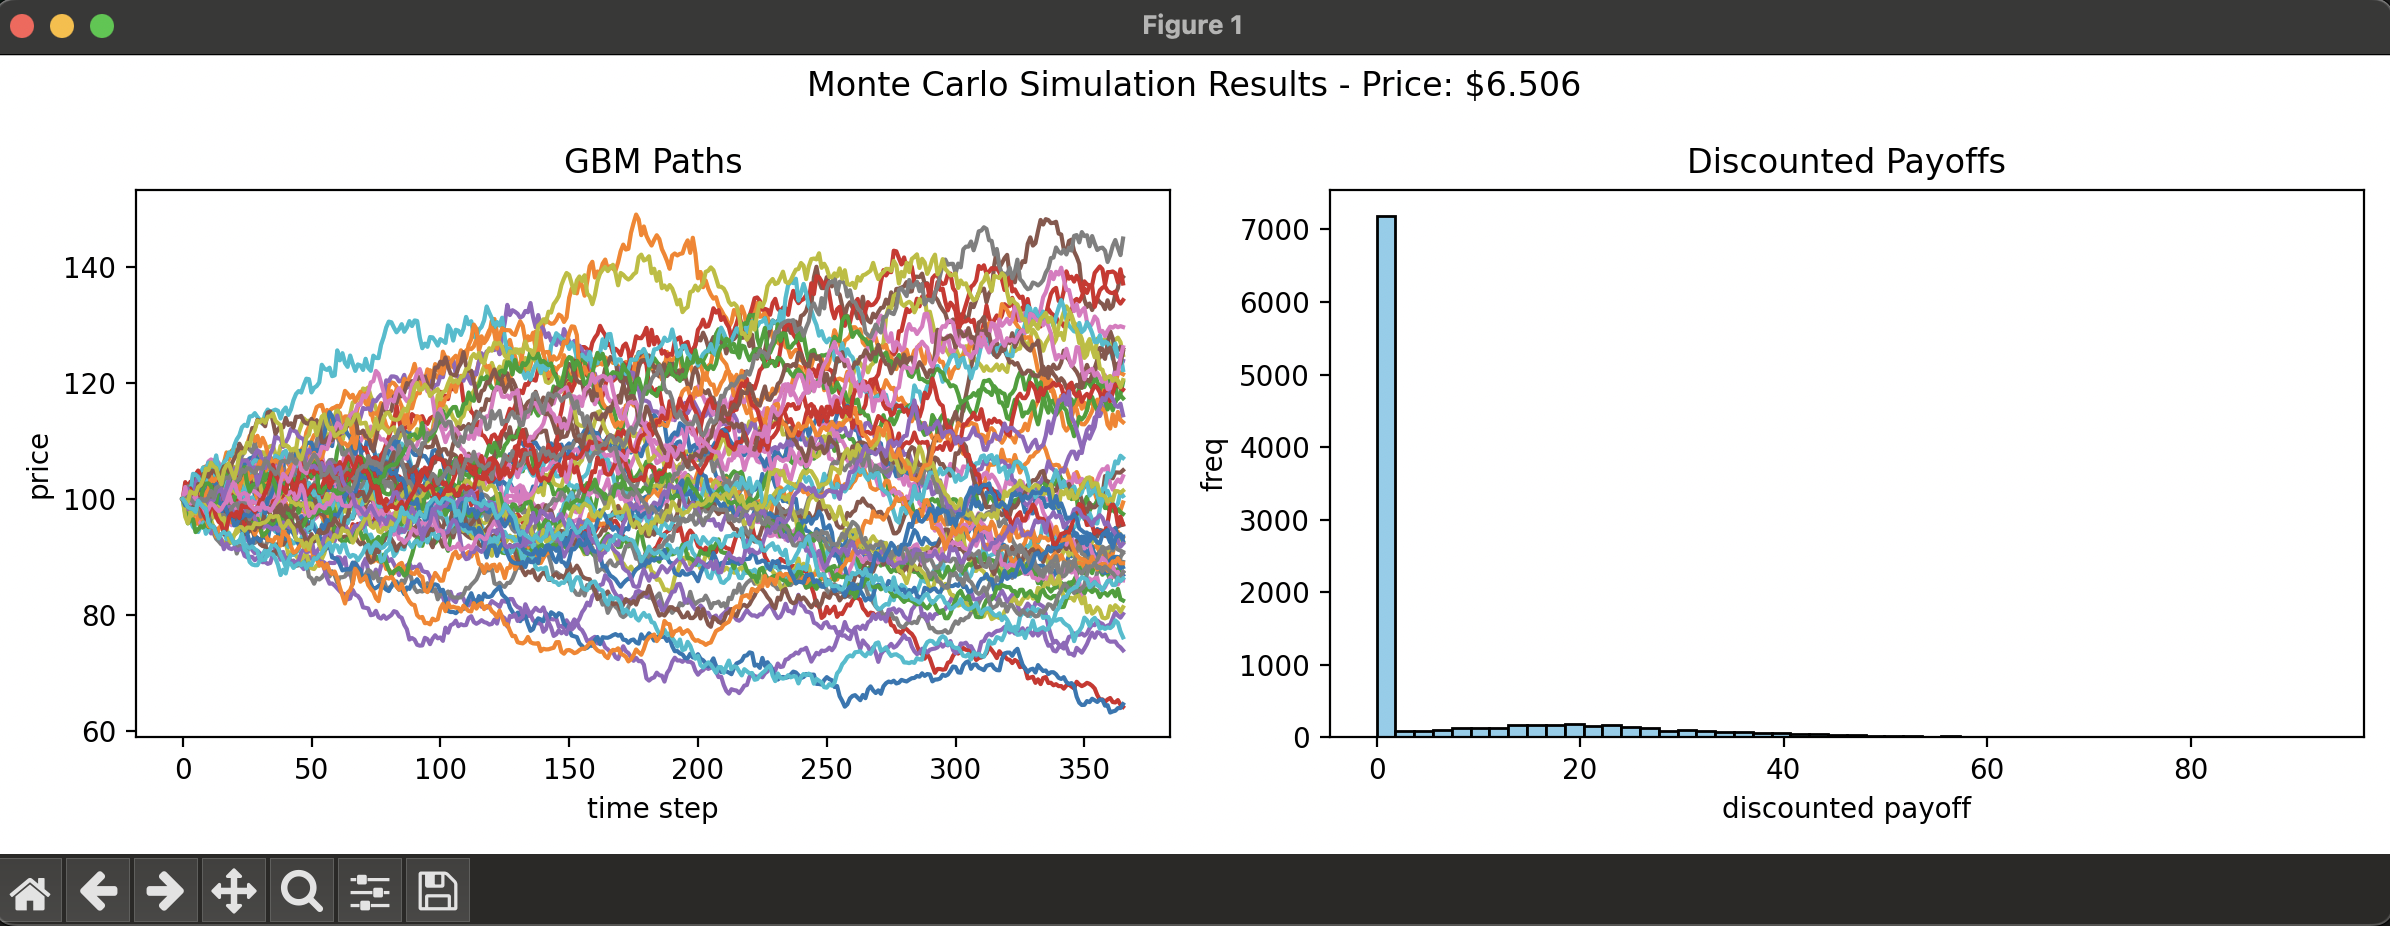 Figure 1
Monte Carlo Simulation Results - Price: $6.506
GBM Paths
140
120
100
80
60
price
0 50 100 150 200 250 300 350
time step
Discounted Payoffs
7000
6000
5000
4000
3000
2000
1000
0
freq
0 20 40 60 80
discounted payoff